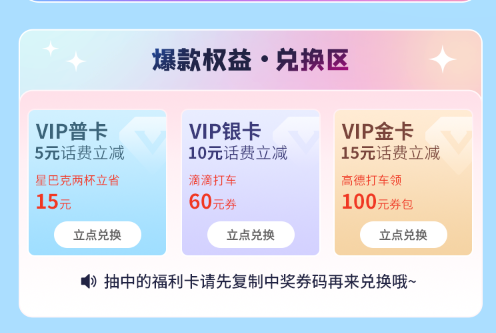 爆款权益·兑换区
VIP普卡
5元话费立减
星巴克两杯立省
15元
立点兑换
VIP银卡
10元话费立减
滴滴打车
60元券
立点兑换
VIP金卡
15元话费立减
高德打车领
100元券包
立点兑换
抽中的福利卡请先复制中奖券码再来兑换哦~